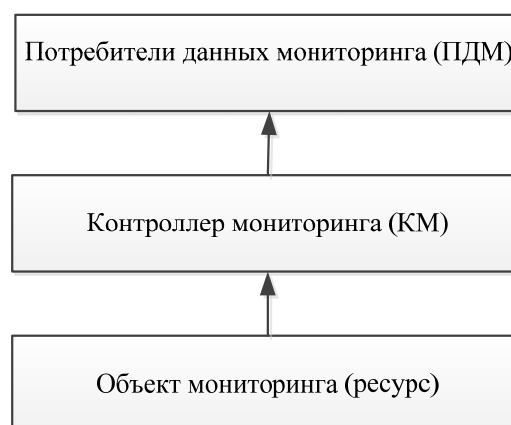 Потребители данных мониторинга (ПДМ)
Контроллер мониторинга (КМ)
Объект мониторинга (ресурс)